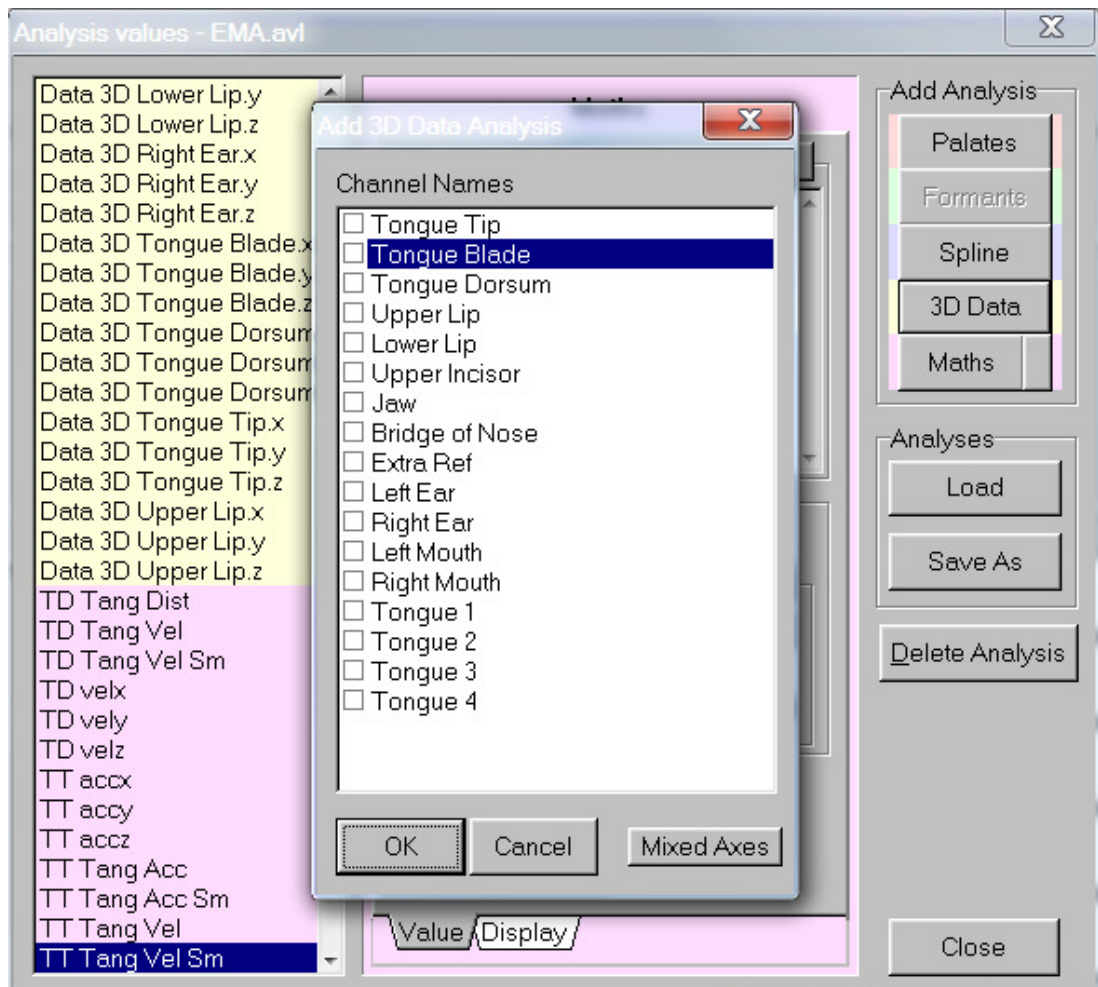 Analysis values - EMA.avl
Data 3D Lower Lip.y
Data 3D Lower Lip.z
Data 3D Right Ear.x
Data 3D Right Ear.y
Data 3D Right Ear.z
Data 3D Tongue Blade.x
Data 3D Tongue Blade.y
Data 3D Tongue Blade.z
Data 3D Tongue Dorsum
Data 3D Tongue Dorsum
Data 3D Tongue Dorsum
Data 3D Tongue Tip.x
Data 3D Tongue Tip.y
Data 3D Tongue Tip.z
Data 3D Upper Lip.x
Data 3D Upper Lip.y
Data 3D Upper Lip.z
TD Tang Dist
TD Tang Vel
TD Tang Vel Sm
TD velx
TD vely
TD velz
TT accx
TT accy
TT accz
TT Tang Acc
TT Tang Acc Sm
TT Tang Vel
TT Tang Vel Sm
Add 3D Data Analysis
Channel Names
Tongue Tip
Tongue Blade
Tongue Dorsum
Upper Lip
Lower Lip
Upper Incisor
Jaw
Bridge of Nose
Extra Ref
Left Ear
Right Ear
Left Mouth
Right Mouth
Tongue 1
Tongue 2
Tongue 3
Tongue 4
OK
Cancel
Mixed Axes
Value
Display
Add Analysis
Palates
Formants
Spline
3D Data
Maths
Analyses
Load
Save As
Delete Analysis
Close